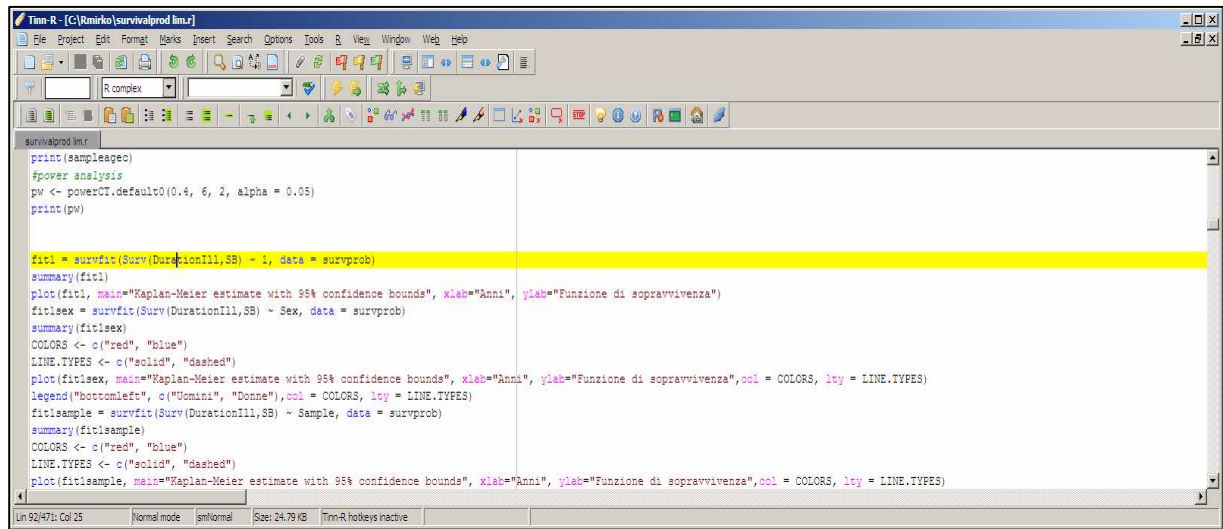 Tinn-R - [C:\Rmirko\survivalprod lim.r]
File Project Edit Format Marks Insert Search Options Tools R View Window Web Help
R complex
survivalprod lim.r
print(sampleagec)
#power analysis
pw <- powerCT.default0(0.4, 6, 2, alpha = 0.05)
print(pw)
fit1 = survfit(Surv(DurationIll,SB) ~ 1, data = survprob)
summary(fit1)
plot(fit1, main="Kaplan-Meier estimate with 95% confidence bounds", xlab="Anni", ylab="Funzione di sopravvivenza")
fit1sex = survfit(Surv(DurationIll,SB) ~ Sex, data = survprob)
summary(fit1sex)
COLORS <- c("red", "blue")
LINE.TYPES <- c("solid", "dashed")
plot(fit1sex, main="Kaplan-Meier estimate with 95% confidence bounds", xlab="Anni", ylab="Funzione di sopravvivenza",col = COLORS, lty = LINE.TYPES)
legend("bottomleft", c("Uomini", "Donne"),col = COLORS, lty = LINE.TYPES)
fit1sample = survfit(Surv(DurationIll,SB) ~ Sample, data = survprob)
summary(fit1sample)
COLORS <- c("red", "blue")
LINE.TYPES <- c("solid", "dashed")
plot(fit1sample, main="Kaplan-Meier estimate with 95% confidence bounds", xlab="Anni", ylab="Funzione di sopravvivenza",col = COLORS, lty = LINE.TYPES)
Lin 92/471: Col 25 Normal mode smNormal Size: 24.79 KB Tinn-R hotkeys inactive